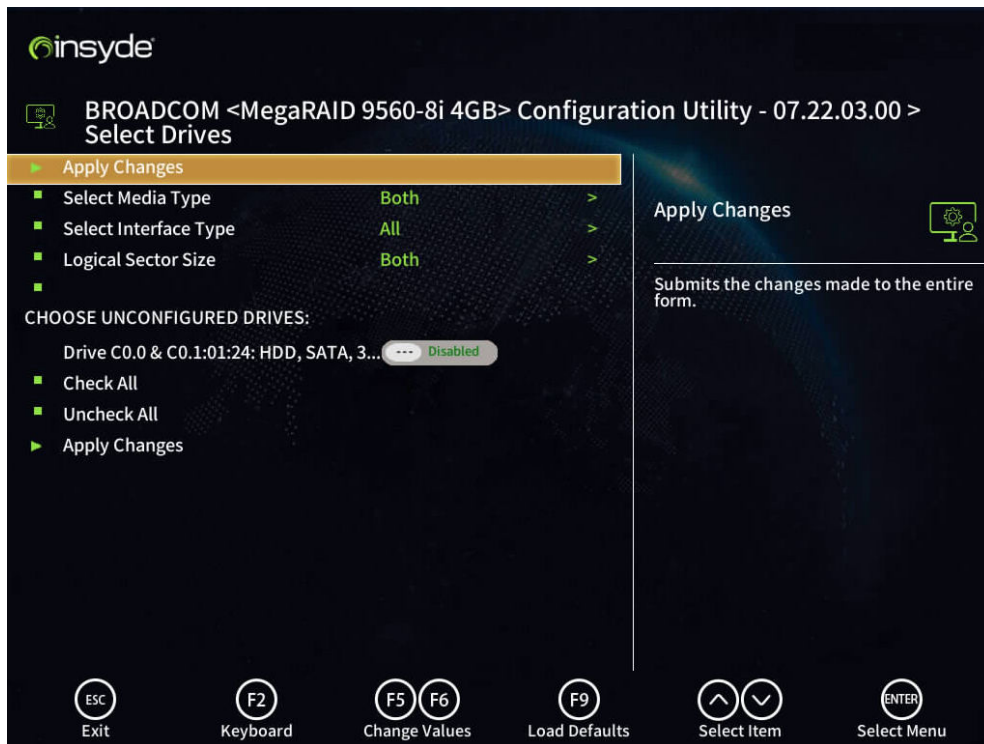 insyde
BROADCOM <MegaRAID 9560-8i 4GB> Configuration Utility - 07.22.03.00 >
Select Drives
Apply Changes
Select Media Type Both >
Select Interface Type All >
Logical Sector Size Both >
CHOOSE UNCONFIGURED DRIVES:
Drive C0.0 & C0.1:01:24: HDD, SATA, 3... --- Disabled
Check All
Uncheck All
Apply Changes
Apply Changes
Submits the changes made to the entire
form.
ESC F2 F5 F6 F9 ENTER
Exit Keyboard Change Values Load Defaults Select Item Select Menu